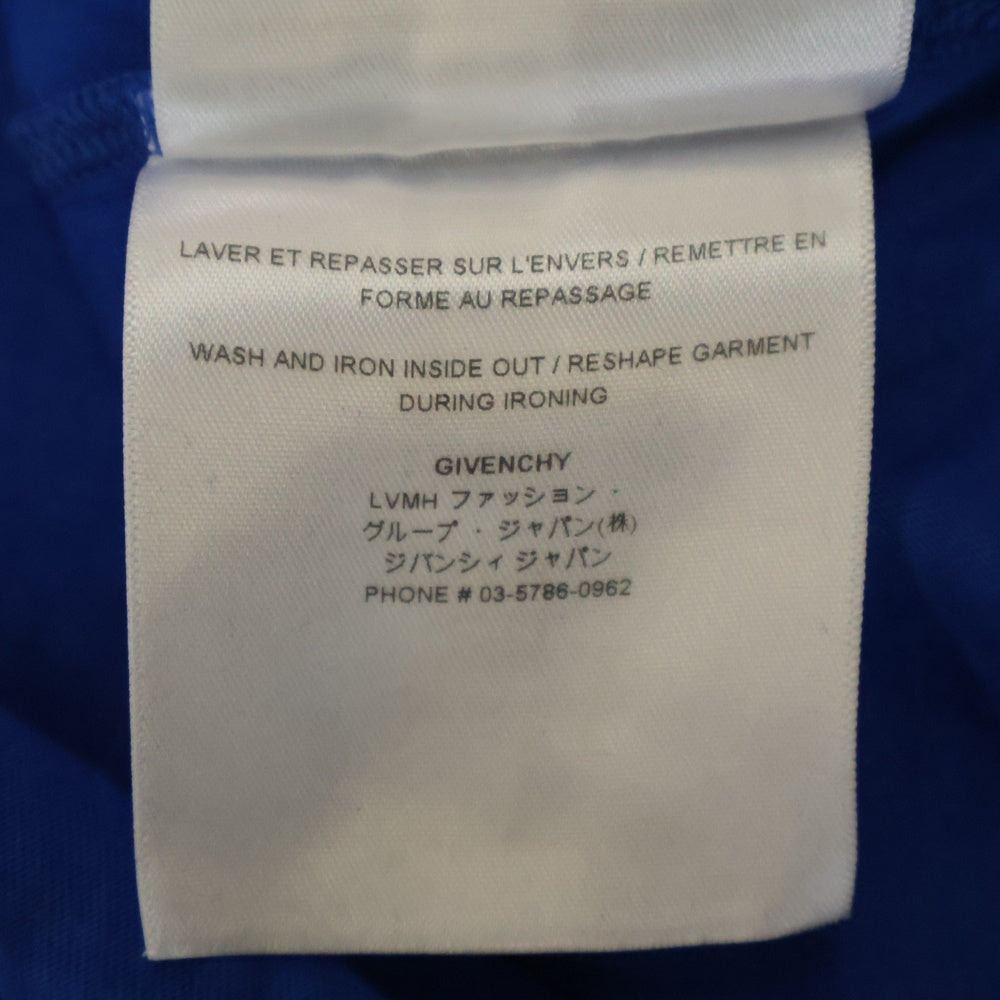 LAVER ET REPASSER SUR L'ENVERS / REMETTRE EN
FORME AU REPASSAGE
WASH AND IRON INSIDE OUT / RESHAPE GARMENT
DURING IRONING
GIVENCHY
LVMH ファッション ·
グループ · ジャパン(株)
ジバンシィ ジャパン
PHONE # 03-5786-0962